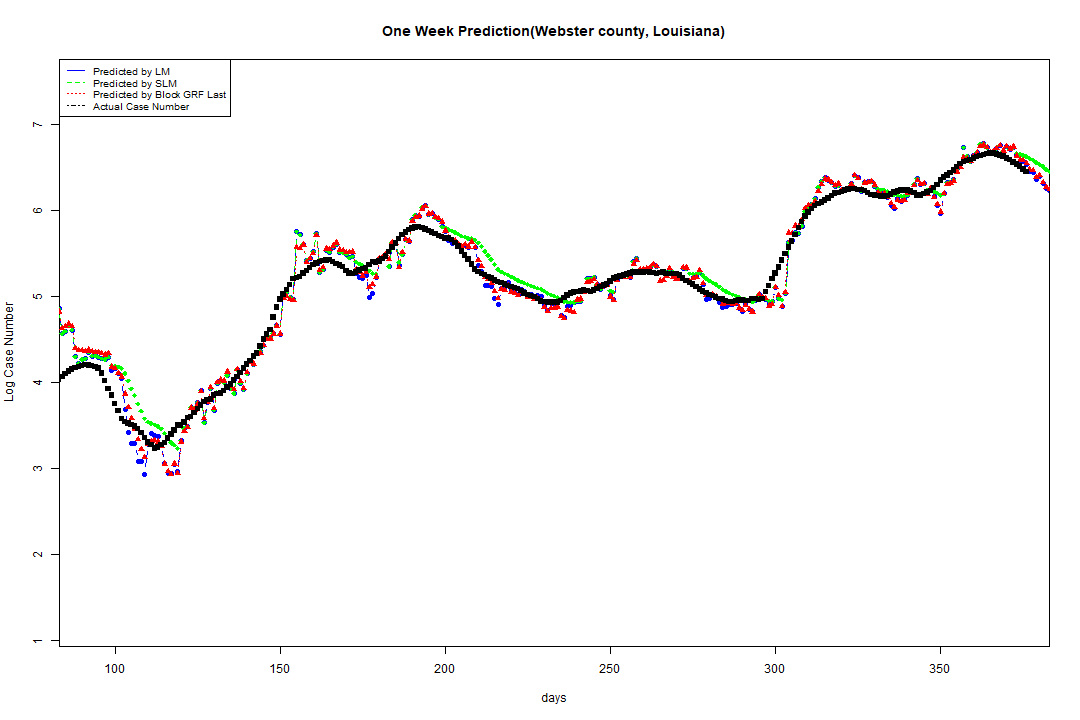 One Week Prediction(Webster county, Louisiana)
Predicted by LM
Predicted by SLM
Predicted by Block GRF Last
Actual Case Number
7
6
5
4
3
2
1
Log Case Number
100 150 200 250 300 350
days